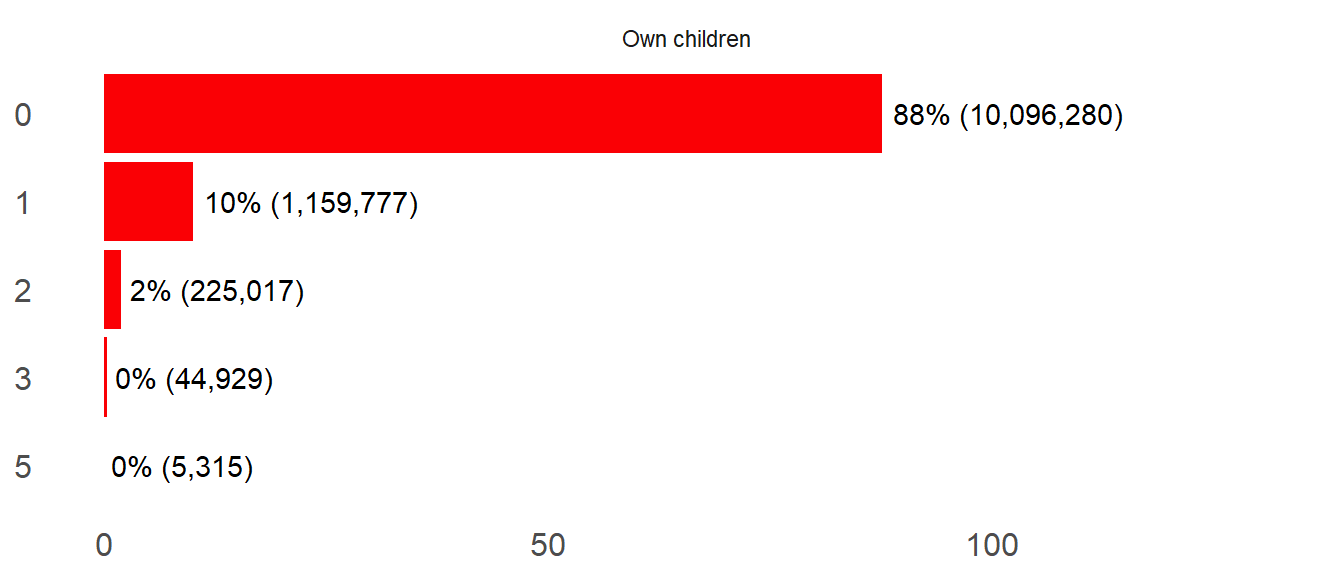 Own children
0 88% (10,096,280)
1 10% (1,159,777)
2 2% (225,017)
3 0% (44,929)
5 0% (5,315)
0 50 100